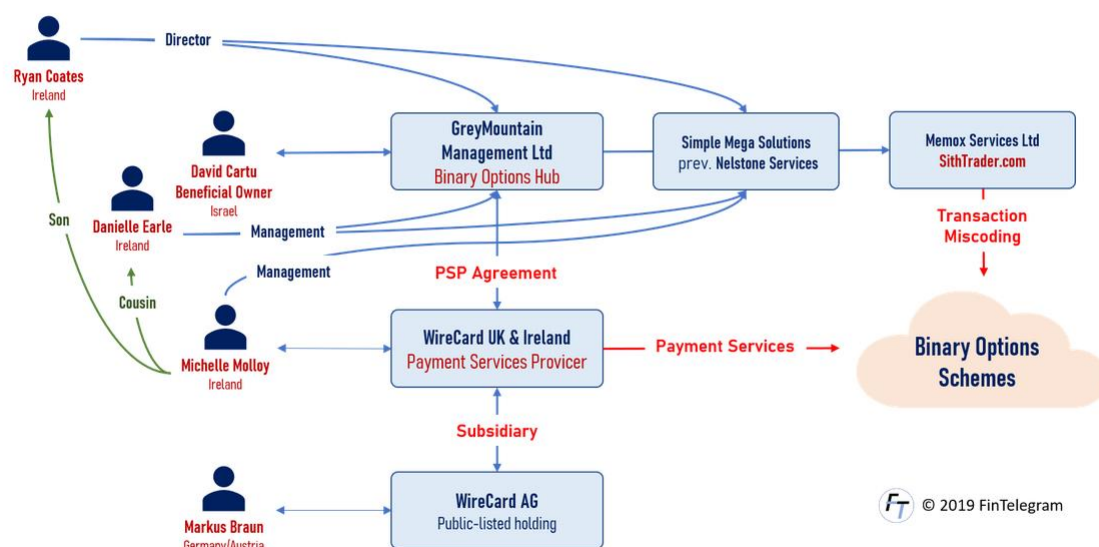 Director
Ryan Coates
Ireland
GreyMountain
Management Ltd
Binary Options Hub
Simple Mega Solutions
prev. Nelstone Services
Memox Services Ltd
SithTrader.com
David Cartu
Beneficial Owner
Israel
Son
Danielle Earle
Ireland
Management
Transaction
Miscoding
Management
PSP Agreement
Cousin
WireCard UK & Ireland
Payment Services Provicer
Payment Services
Binary Options
Schemes
Michelle Molloy
Ireland
Subsidiary
WireCard AG
Public-listed holding
Markus Braun
Germany/Austria
FT
© 2019 FinTelegram